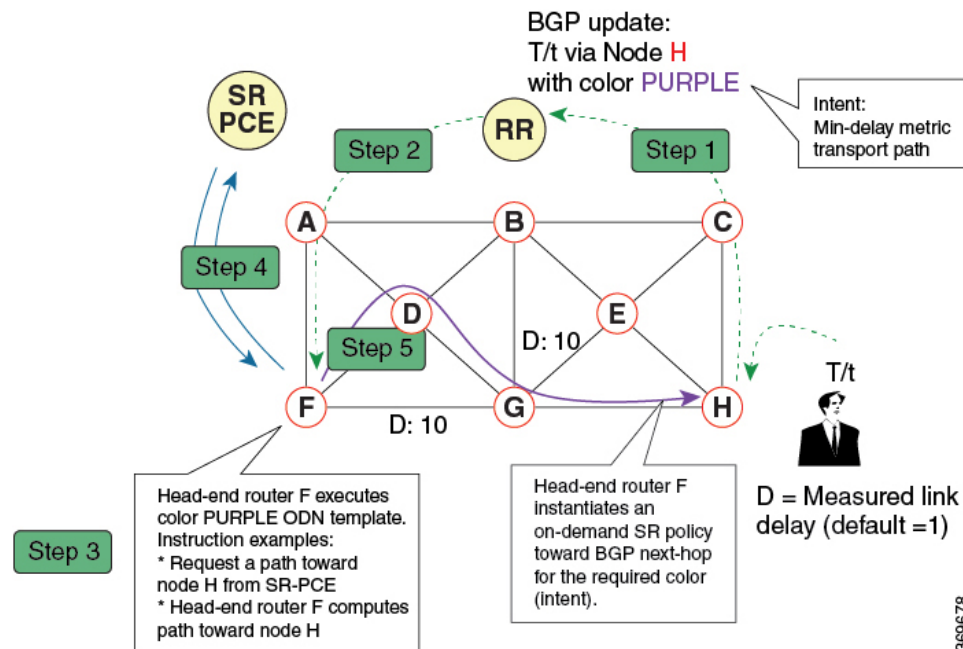 BGP update:
T/t via Node H
with color PURPLE
Intent:
Min-delay metric
transport path
SR
PCE
RR
Step 2
Step 1
A
B
C
Step 4
D
E
Step 5
D: 10
T/t
F
G
H
D: 10
D = Measured link
delay (default =1)
Head-end router F executes
color PURPLE ODN template.
Instruction examples:
* Request a path toward
node H from SR-PCE
* Head-end router F computes
path toward node H
Head-end router F
instantiates an
on-demand SR policy
toward BGP next-hop
for the required color
(intent).
Step 3
369678